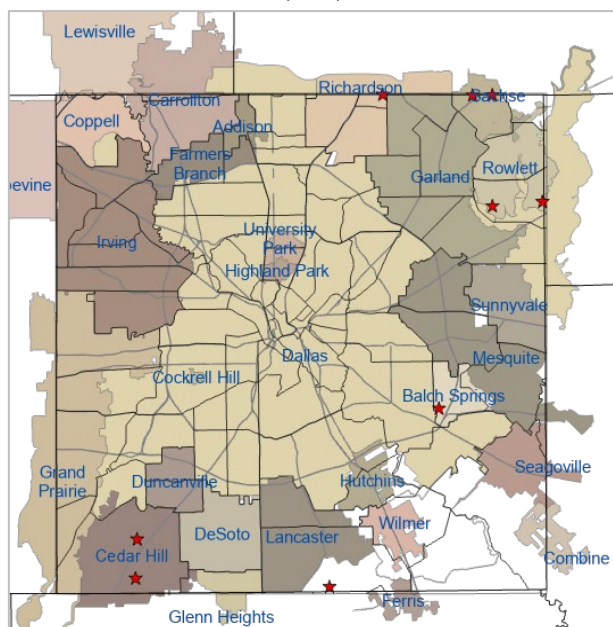 Lewisville
Richardson
Carrollton
Coppell
Addison
Farmers
Branch
Rowlett
Garland
evine
University
Park
Irving
Highland Park
Sunnyvale
Dallas
Mesquite
Cockrell Hill
Balch Springs
Seagoville
Grand
Prairie
Duncanville
Hutchins
Wilmer
DeSoto
Lancaster
Cedar Hill
Combine
Ferris
Glenn Heights